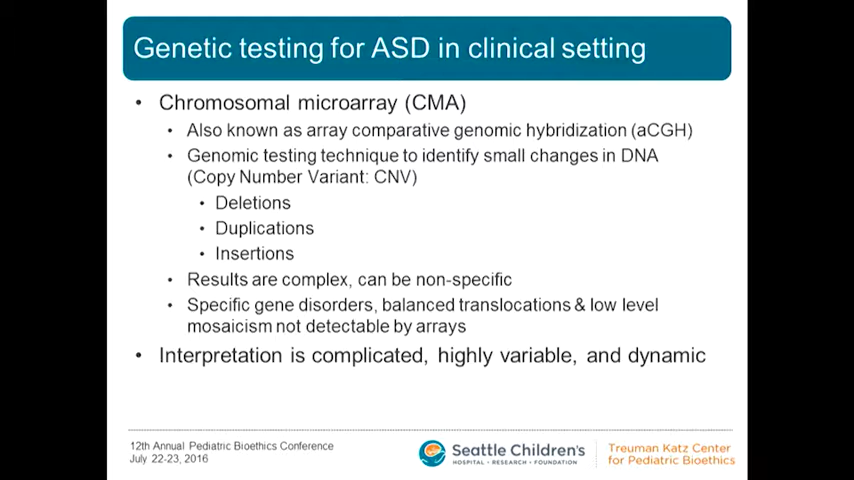 Genetic testing for ASD in clinical setting
• Chromosomal microarray (CMA)
• Also known as array comparative genomic hybridization (aCGH)
• Genomic testing technique to identify small changes in DNA
(Copy Number Variant: CNV)
• Deletions
• Duplications
• Insertions
• Results are complex, can be non-specific
• Specific gene disorders, balanced translocations & low level
mosaicism not detectable by arrays
• Interpretation is complicated, highly variable, and dynamic
12th Annual Pediatric Bioethics Conference
July 22-23, 2016
Seattle Children's
HOSPITAL • RESEARCH • FOUNDATION
Treuman Katz Center
for Pediatric Bioethics